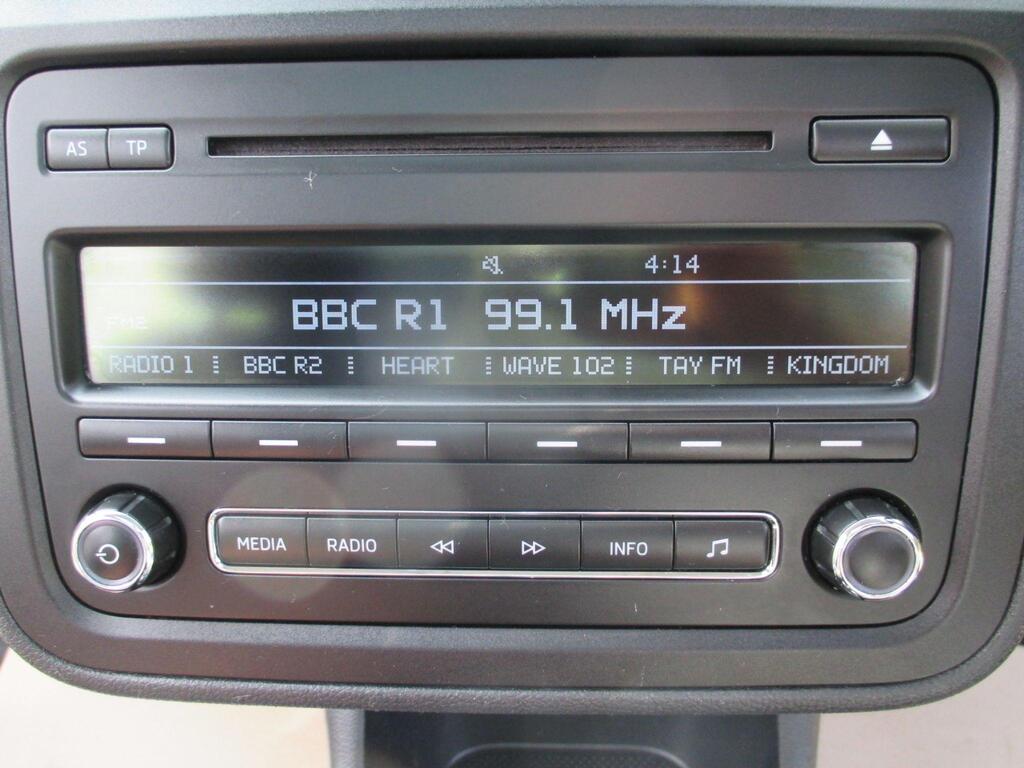 AS TP
4:14
BBC R1 99.1 MHz
FM2
RADIO 1 BBC R2 HEART WAVE 102 TAY FM KINGDOM
MEDIA RADIO INFO